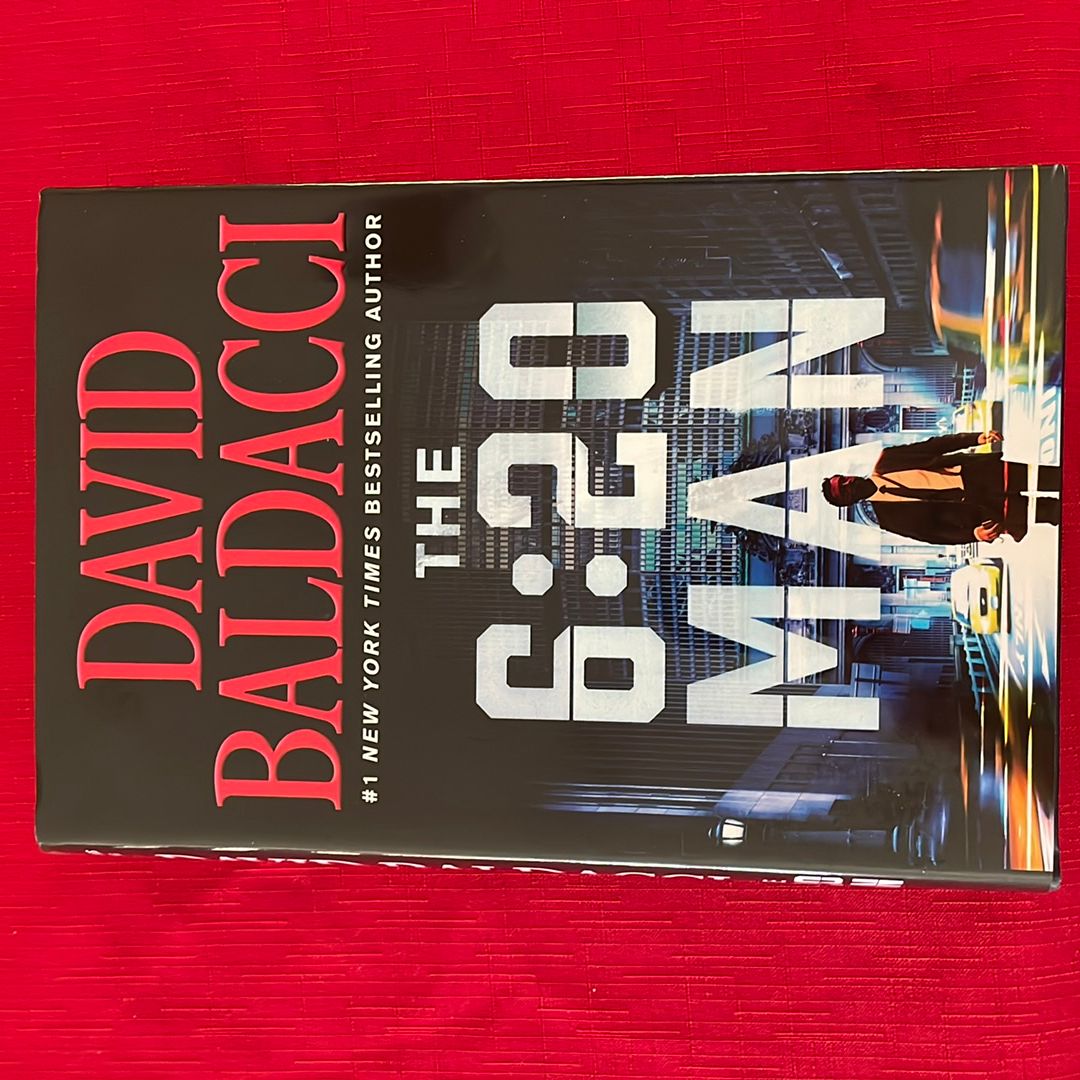 DAVID
BALDACCI
#1 NEW YORK TIMES BESTSELLING AUTHOR
THE
6:20
MAN